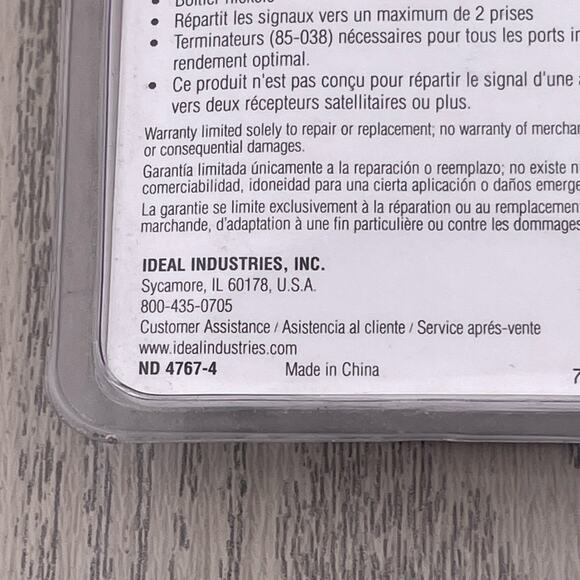 Boîtier nickelé
• Répartit les signaux vers un maximum de 2 prises
• Terminateurs (85-038) nécessaires pour tous les ports
rendement optimal.
• Ce produit n'est pas conçu pour répartir le signal d'une
vers deux récepteurs satellitaires ou plus.
Warranty limited solely to repair or replacement; no warranty of
or consequential damages.
Garantía limitada únicamente a la reparación o reemplazo; no existe
comerciabilidad, idoneidad para una cierta aplicación o daños
La garantie se limite exclusivement à la réparation ou au
marchande, d'adaptation à une fin particulière ou contre les dommages
IDEAL INDUSTRIES, INC.
Sycamore, IL 60178, U.S.A.
800-435-0705
Customer Assistance / Asistencia al cliente / Service aprés-vente
www.idealindustries.com
ND 4767-4 Made in China